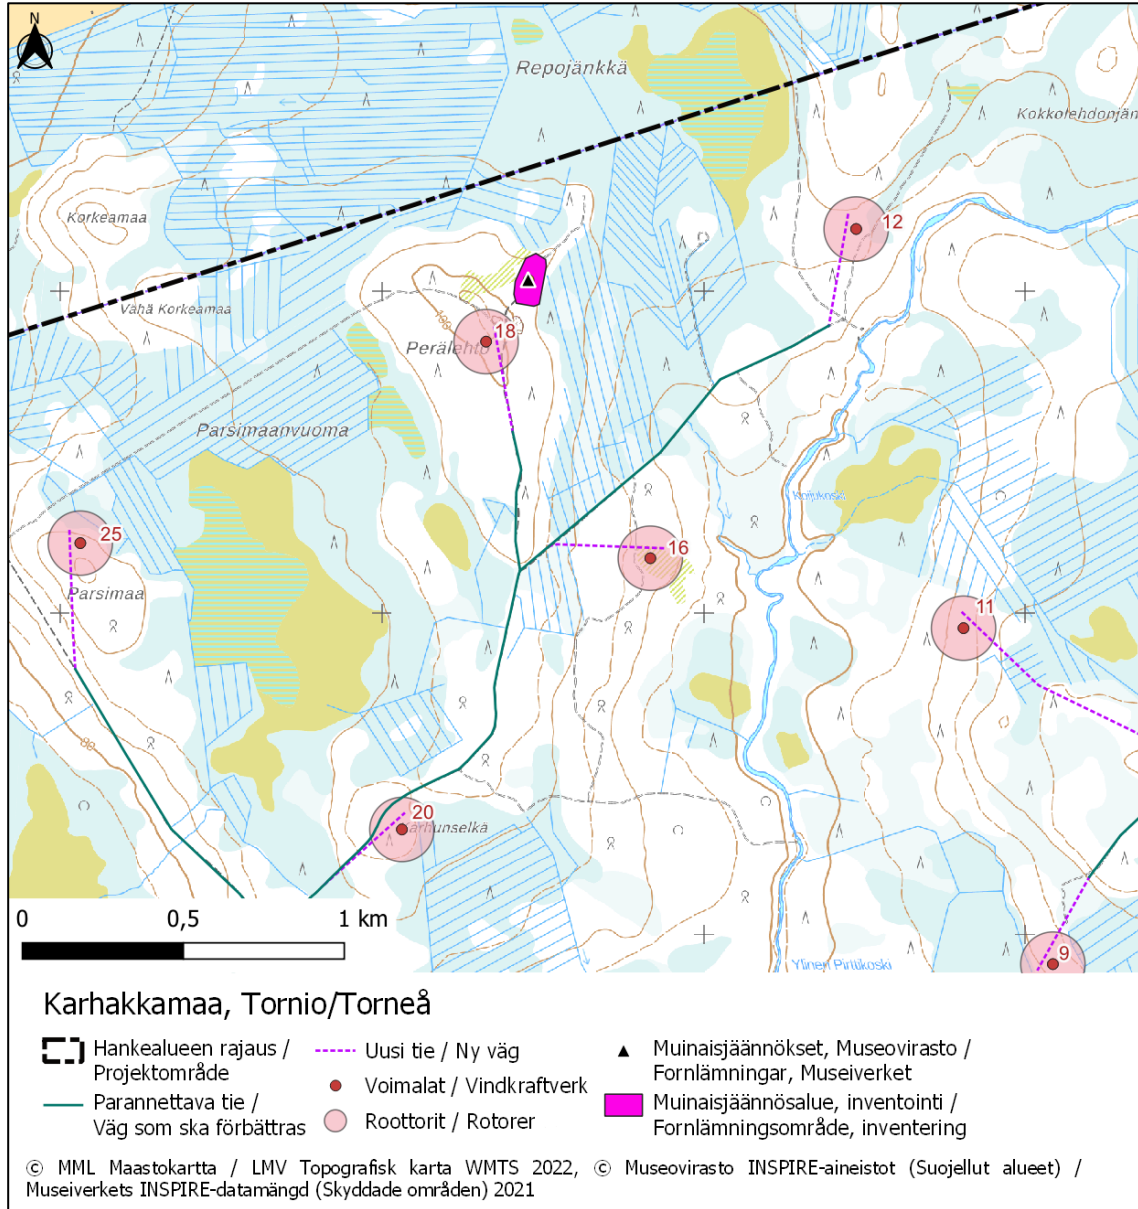 N
Repojänkkä
Kokkolehdonjän
Korkeamaa
12
Vähä Korkeamaa
18
Perälehto
Parsimaanvuoma
Koijukoski
25
16
Parsimaa
11
80
20
Karhunselkä
0 0,5 1 km
9
Ylinen Pirttikoski
Karhakkamaa, Tornio/Torneå
Hankealueen rajaus /
Projektområde
Parannettava tie /
Väg som ska förbättras
Uusi tie / Ny väg
Voimalat / Vindkraftverk
Roottorit / Rotorer
Muinaisjäännökset, Museovirasto /
Fornlämningar, Museiverket
Muinaisjäännösalue, inventointi /
Fornlämningsområde, inventering
© MML Maastokartta / LMV Topografisk karta WMTS 2022, © Museovirasto INSPIRE-aineistot (Suojellut alueet) /
Museiverkets INSPIRE-datamängd (Skyddade områden) 2021